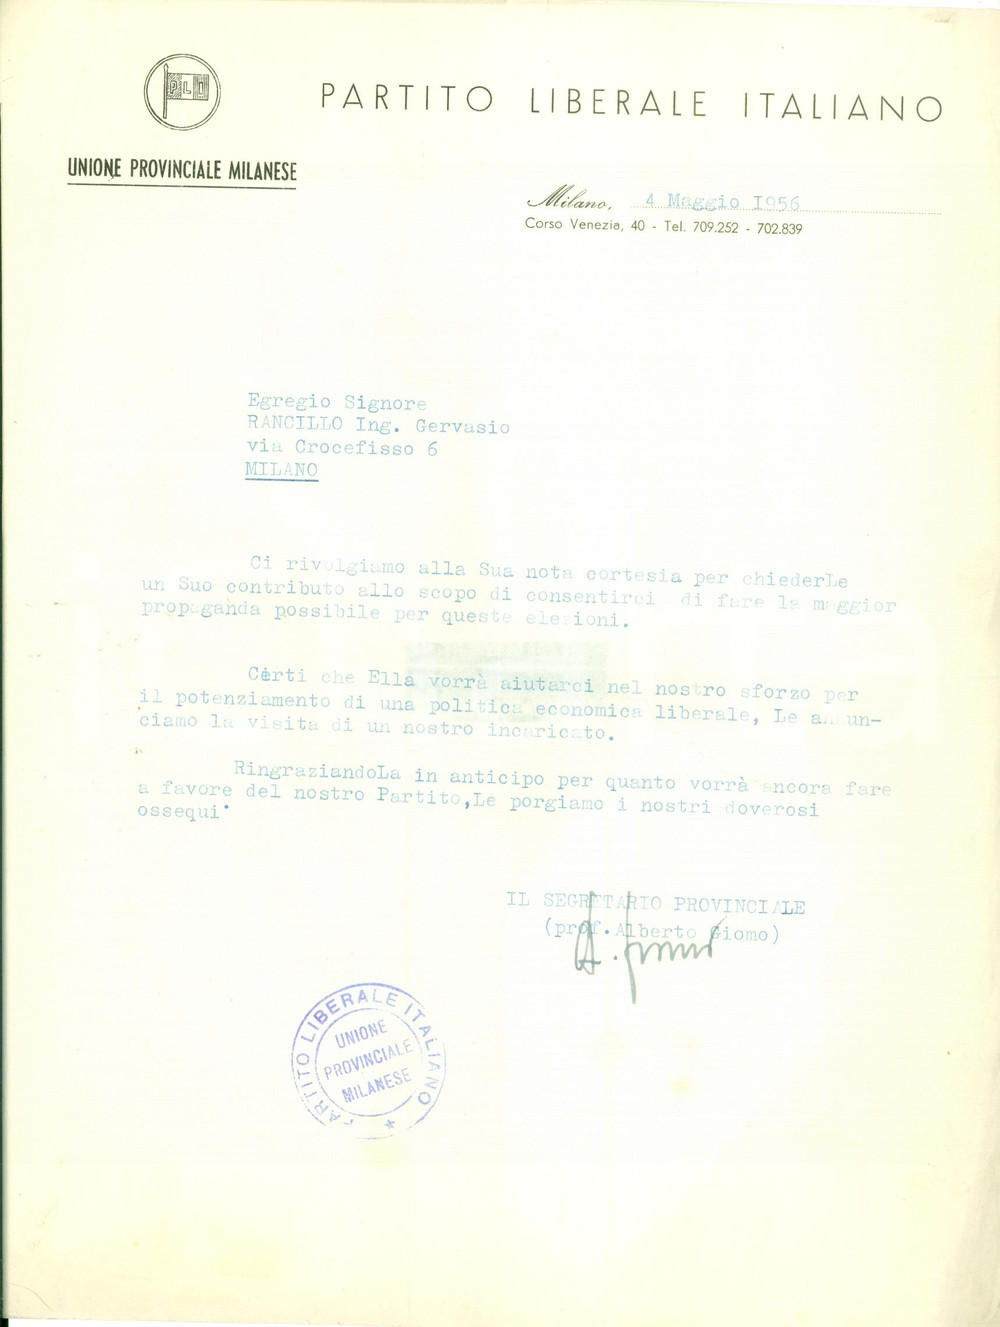 PLI
PARTITO LIBERALE ITALIANO
UNIONE PROVINCIALE MILANESE
Milano, 4 Maggio 1956
Corso Venezia, 40 - Tel. 709.252 - 702.839
Egregio Signore
RANCILLO Ing. Gervasio
via Crocefisso 6
MILANO
Ci rivolgiamo alla Sua nota cortesia per chiederLe
un Suo contributo allo scopo di consentirci di fare la maggior
propaganda possibile per queste elezioni.
Certi che Ella vorrà aiutarci nel nostro sforzo per
il potenziamento di una politica economica liberale, Le annun-
ciamo la visita di un nostro incaricato.
RingraziandoLa in anticipo per quanto vorrà ancora fare
a favore del nostro Partito,Le porgiamo i nostri doverosi
ossequi.
IL SEGRETARIO PROVINCIALE
(prof. Alberto Giomo)
A. Giomo
PARTITO LIBERALE ITALIANO
UNIONE
PROVINCIALE
MILANESE